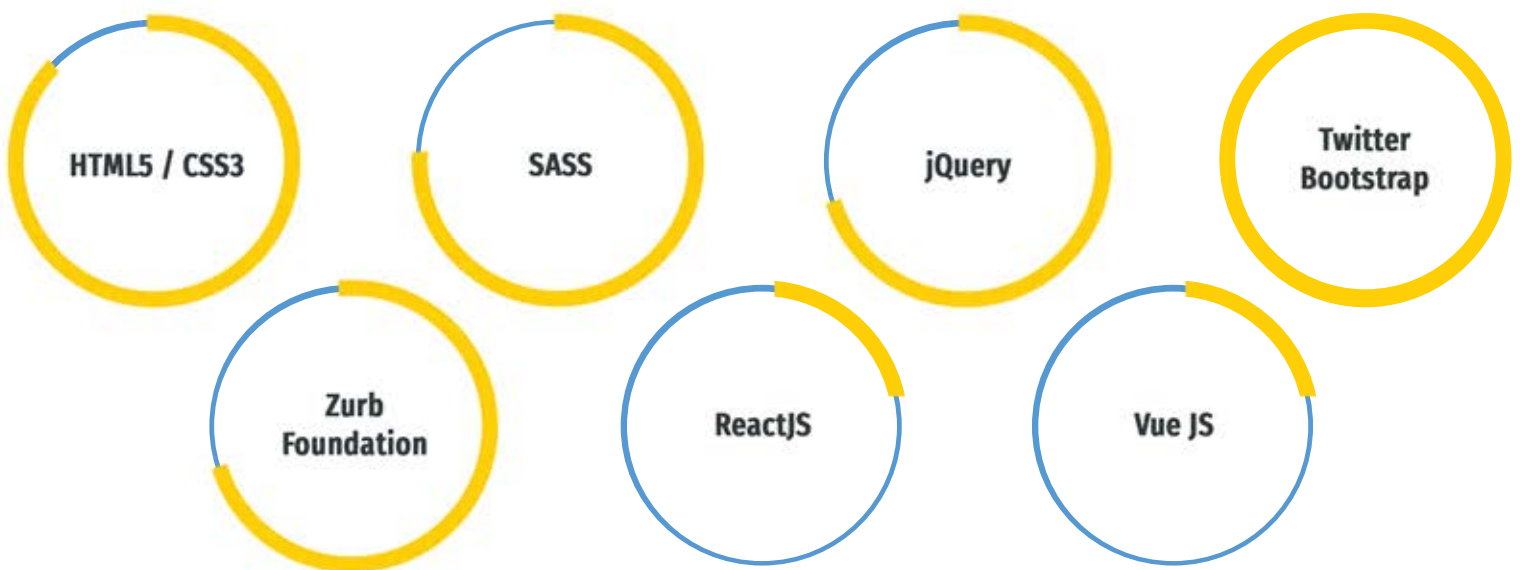 HTML5 / CSS3
SASS
jQuery
Twitter
Bootstrap
Zurb
Foundation
ReactJS
Vue JS